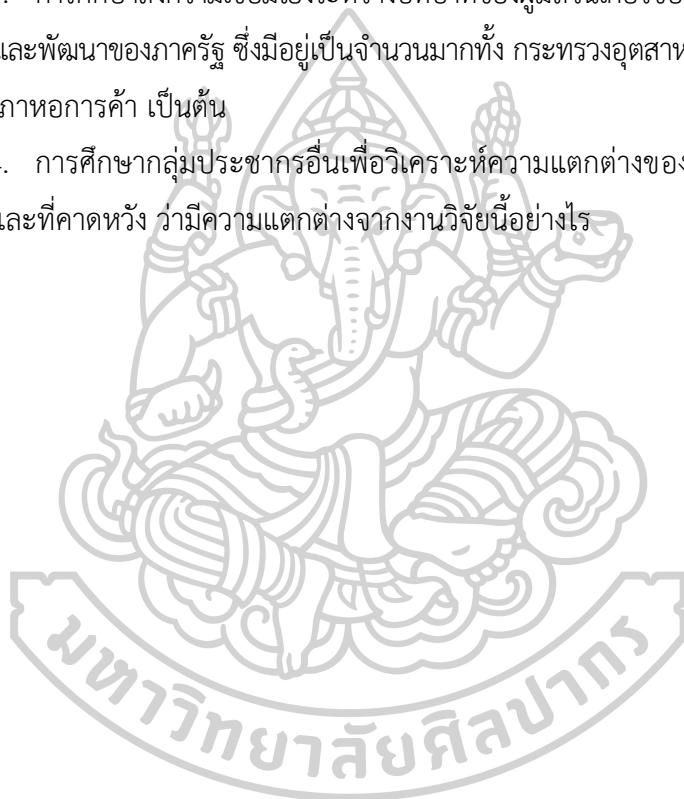 และพัฒนาของภาครัฐ ซึ่งมีอยู่เป็นจำนวนมากทั้ง กระทรวงอุตสาห
ภาหอการค้า เป็นต้น
. การศึกษากลุ่มประชากรอื่นเพื่อวิเคราะห์ความแตกต่างของ
และที่คาดหวัง ว่ามีความแตกต่างจากงานวิจัยนี้อย่างไร
มหาวิทยาลัยศิลปากร